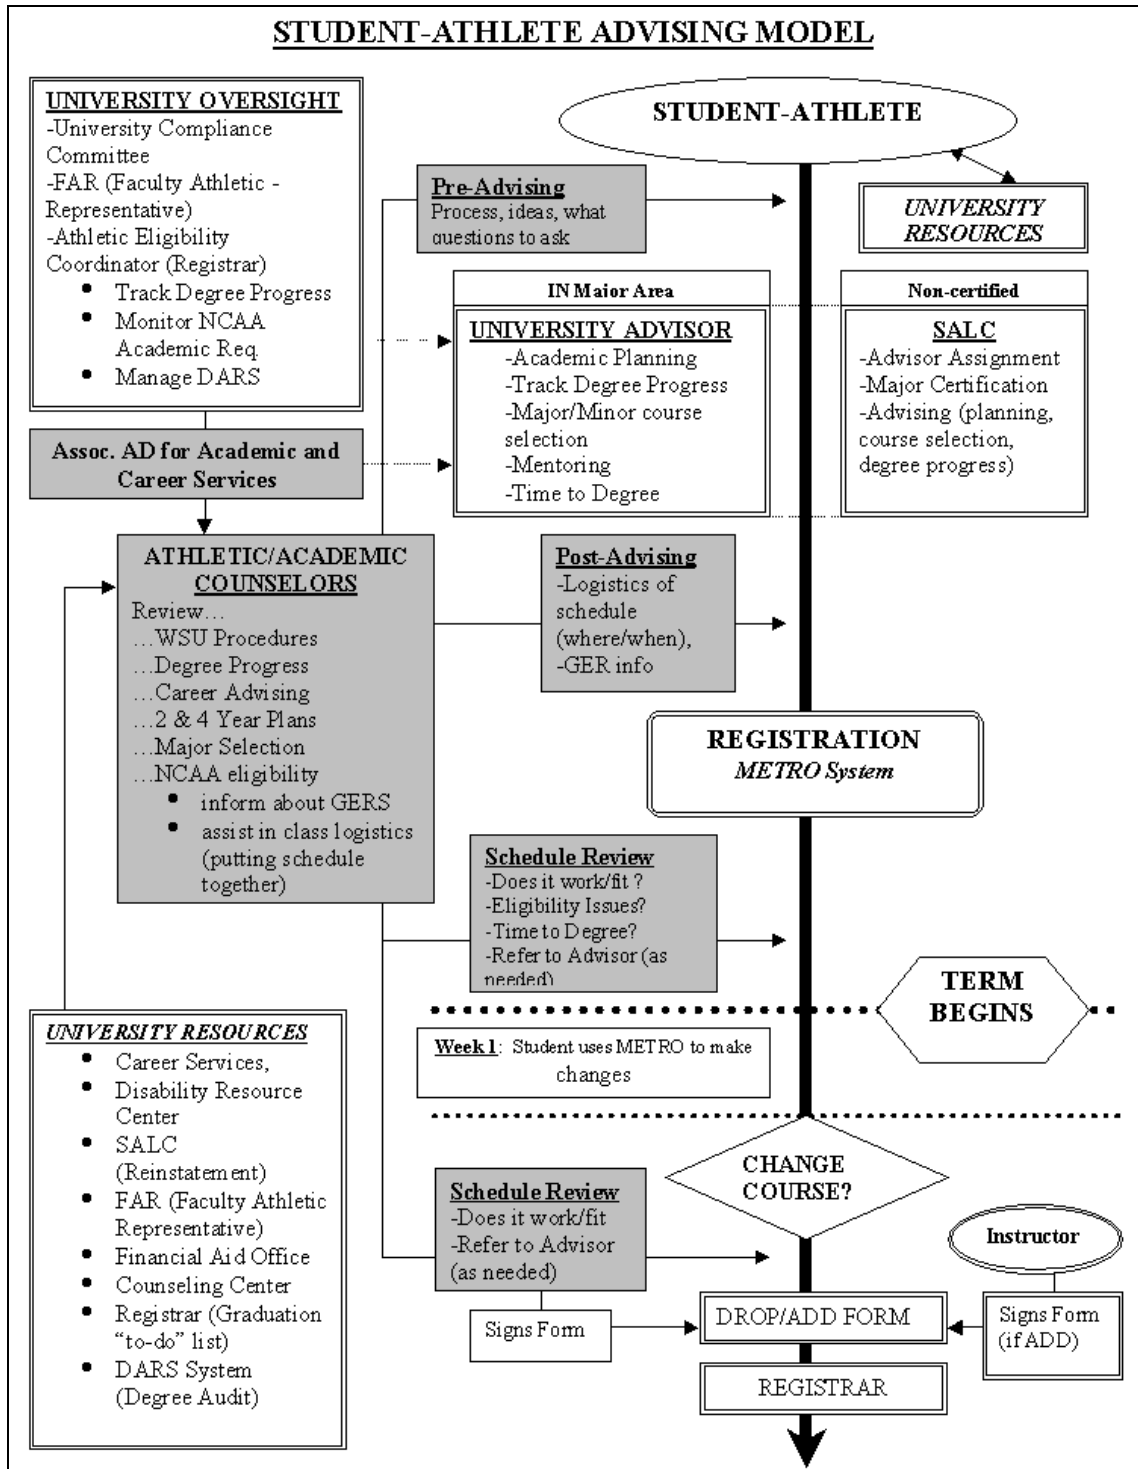 STUDENT-ATHLETE ADVISING MODEL
UNIVERSITY OVERSIGHT
-University Compliance
Committee
-FAR (Faculty Athletic -
Representative)
-Athletic Eligibility
Coordinator (Registrar)
• Track Degree Progress
• Monitor NCAA
Academic Req.
• Manage DARS
STUDENT-ATHLETE
Pre-Advising
Process, ideas, what
questions to ask
UNIVERSITY
RESOURCES
IN Major Area
UNIVERSITY ADVISOR
-Academic Planning
-Track Degree Progress
-Major/Minor course
selection
-Mentoring
-Time to Degree
Non-certified
SALC
-Advisor Assignment
-Major Certification
-Advising (planning,
course selection,
degree progress)
Assoc. AD for Academic and
Career Services
ATHLETIC/ACADEMIC
COUNSELORS
Review…
…WSU Procedures
…Degree Progress
…Career Advising
…2 & 4 Year Plans
…Major Selection
…NCAA eligibility
• inform about GERS
• assist in class logistics
(putting schedule
together)
Post-Advising
-Logistics of
schedule
(where/when),
-GER info
REGISTRATION
METRO System
Schedule Review
-Does it work/fit ?
-Eligibility Issues?
-Time to Degree?
-Refer to Advisor (as
needed)
TERM
BEGINS
Week 1: Student uses METRO to make
changes
UNIVERSITY RESOURCES
• Career Services,
• Disability Resource
Center
• SALC
(Reinstatement)
• FAR (Faculty Athletic
Representative)
• Financial Aid Office
• Counseling Center
• Registrar (Graduation
“to-do” list)
• DARS System
(Degree Audit)
CHANGE
COURSE?
Schedule Review
-Does it work/fit
-Refer to Advisor
(as needed)
Signs Form
Instructor
Signs Form
(if ADD)
DROP/ADD FORM
REGISTRAR